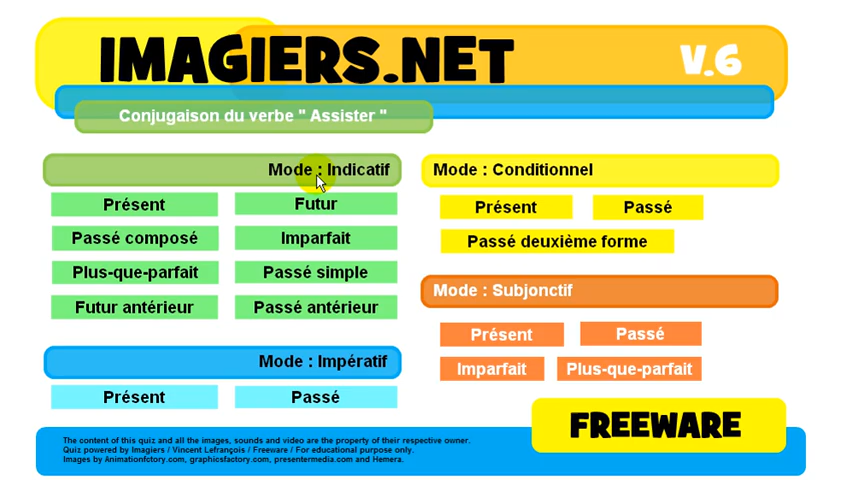 IMAGIERS.NET
V.6
Conjugaison du verbe " Assister "
Mode : Indicatif
Présent
Futur
Passé composé
Imparfait
Plus-que-parfait
Passé simple
Futur antérieur
Passé antérieur
Mode : Impératif
Présent
Passé
Mode : Conditionnel
Présent
Passé
Passé deuxième forme
Mode : Subjonctif
Présent
Passé
Imparfait
Plus-que-parfait
FREEWARE
The content of this quiz and all the images, sounds and video are the property of their respective owner.
Quiz powered by Imagiers / Vincent Lefrançois / Freeware / For educational purpose only.
Images by Animationfctory.com, graphicsfactory.com, presentermedia.com and Hemera.